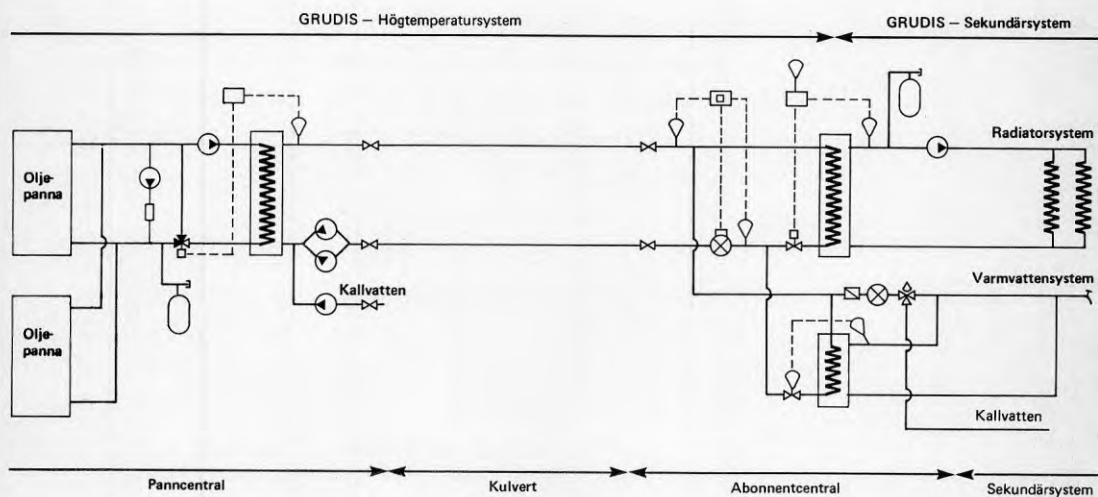 GRUDIS – Högtemperatursystem
GRUDIS – Sekundärsystem
Radiatorsystem
Olje-
panna
Kallvatten
Varmvattensystem
Olje-
panna
Kallvatten
Panncentral
Kulvert
Abonnentcentral
Sekundärsystem